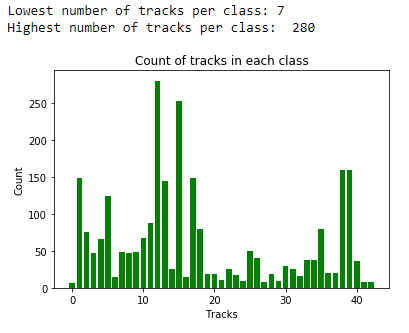 Lowest number of tracks per class: 7
Highest number of tracks per class:  280
Count of tracks in each class
250
200
150
100
50
0
Count
0 10 20 30 40
Tracks